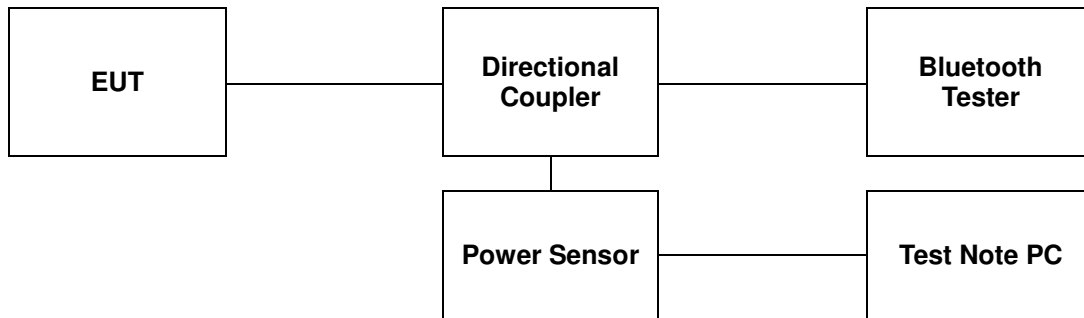 EUT
Directional
Coupler
Bluetooth
Tester
Power Sensor
Test Note PC